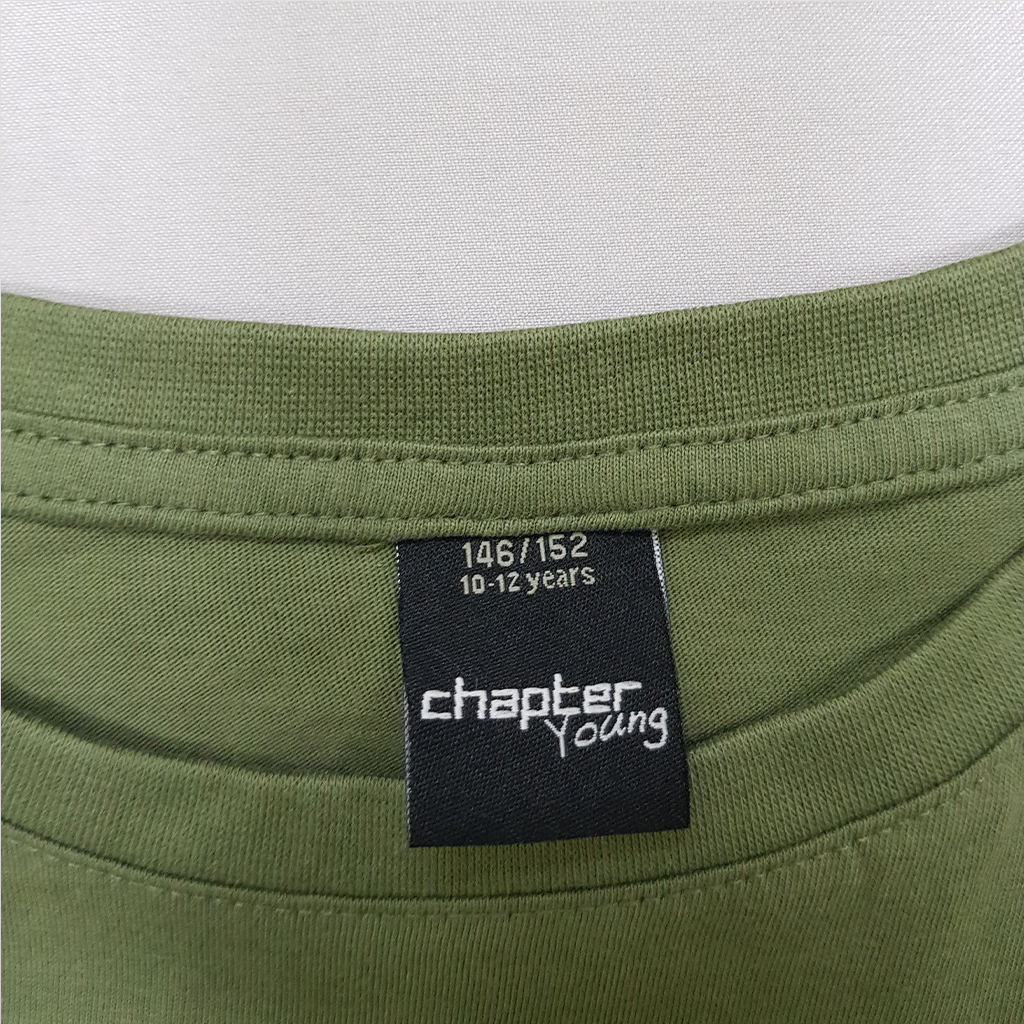 146/152
10-12 years
chapter
Young